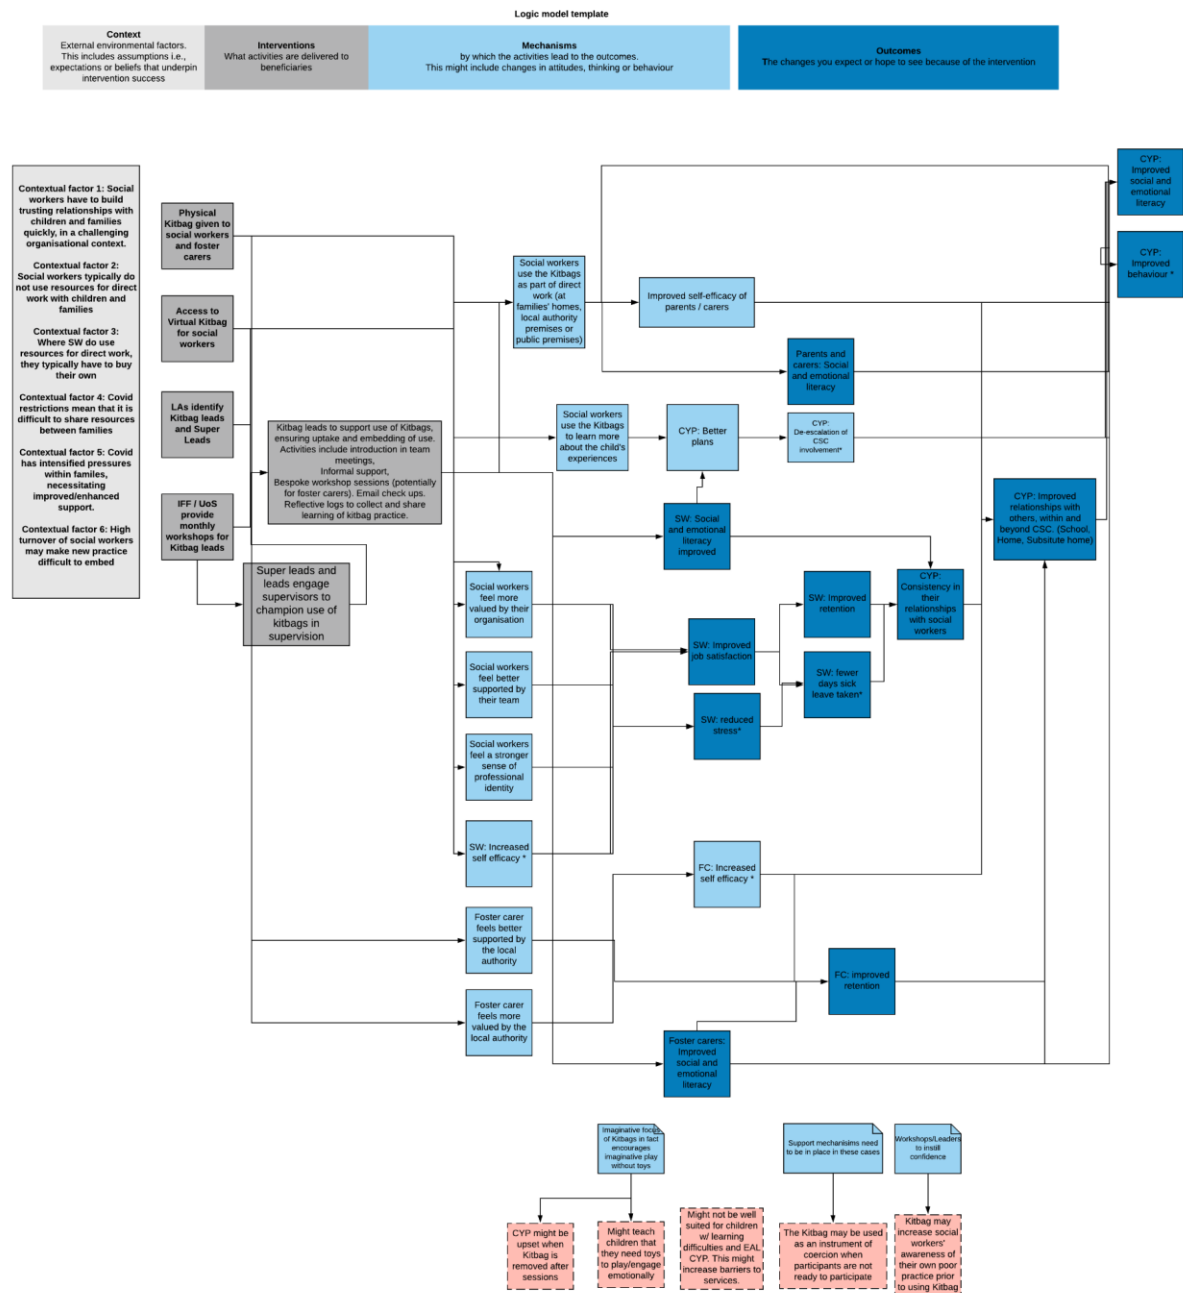 Logic model template
Context
External environmental factors.
This includes assumptions i.e.,
expectations or beliefs that underpin
intervention success
Interventions
What activities are delivered to
beneficiaries
Mechanisms
by which the activities lead to the outcomes.
This might include changes in attitudes, thinking or behaviour
Outcomes
The changes you expect or hope to see because of the intervention
Contextual factor 1: Social
workers have to build
trusting relationships with
children and families
quickly, in a challenging
organisational context.
Contextual factor 2:
Social workers typically do
not use resources for direct
work with children and
families
Contextual factor 3:
Where SW do use
resources for direct work,
they typically have to buy
their own
Contextual factor 4: Covid
restrictions mean that it is
difficult to share resources
between families
Contextual factor 5: Covid
has intensified pressures
within familes,
necessitating
improved/enhanced
support.
Contextual factor 6: High
turnover of social workers
may make new practice
difficult to embed
Physical
Kitbag given to
social workers
and foster
carers
Access to
Virtual Kitbag
for social
workers
LAs identify
Kitbag leads
and Super
Leads
IFF / UoS
provide
monthly
workshops for
Kitbag leads
Kitbag leads to support use of Kitbags,
ensuring uptake and embedding of use.
Activities include introduction in team
meetings,
Informal support,
Bespoke workshop sessions (potentially
for foster carers). Email check ups.
Reflective logs to collect and share
learning of kitbag practice.
Super leads and
leads engage
supervisors to
champion use of
kitbags in
supervision
Social workers
use the Kitbags
as part of direct
work (at
families' homes,
local authority
premises or
public premises)
Improved self-efficacy of
parents / carers
Parents and
carers: Social
and emotional
literacy
Social workers
use the Kitbags
to learn more
about the child's
experiences
CYP: Better
plans
CYP:
De-escalation of
CSC
involvement*
SW: Social
and emotional
literacy
improved
CYP:
Improved
social and
emotional
literacy
CYP:
Improved
behaviour *
CYP: Improved
relationships with
others, within and
beyond CSC. (School,
Home, Subsitute home)
Social workers
feel more
valued by their
organisation
Social workers
feel better
supported by
their team
Social workers
feel a stronger
sense of
professional
identity
SW: Increased
self efficacy *
SW: Improved
job satisfaction
SW: reduced
stress*
SW: Improved
retention
SW: fewer
days sick
leave taken*
CYP:
Consistency in
their
relationships
with social
workers
FC: Increased
self efficacy *
Foster carer
feels better
supported by
the local
authority
Foster carer
feels more
valued by the
local authority
FC: improved
retention
Foster carers:
Improved
social and
emotional
literacy
Imaginative focus
of Kitbags in fact
encourages
imaginative play
without toys
Support mechanisims need
to be in place in these cases
Workshops/Leaders
to instill
confidence
CYP might be
upset when
Kitbag is
removed after
sessions
Might teach
children that
they need toys
to play/engage
emotionally
Might not be well
suited for children
w/ learning
difficulties and EAL
CYP. This might
increase barriers to
services.
The Kitbag may be used
as an instrument of
coercion when
participants are not
ready to participate
Kitbag may
increase social
workers'
awareness of
their own poor
practice prior
to using Kitbag